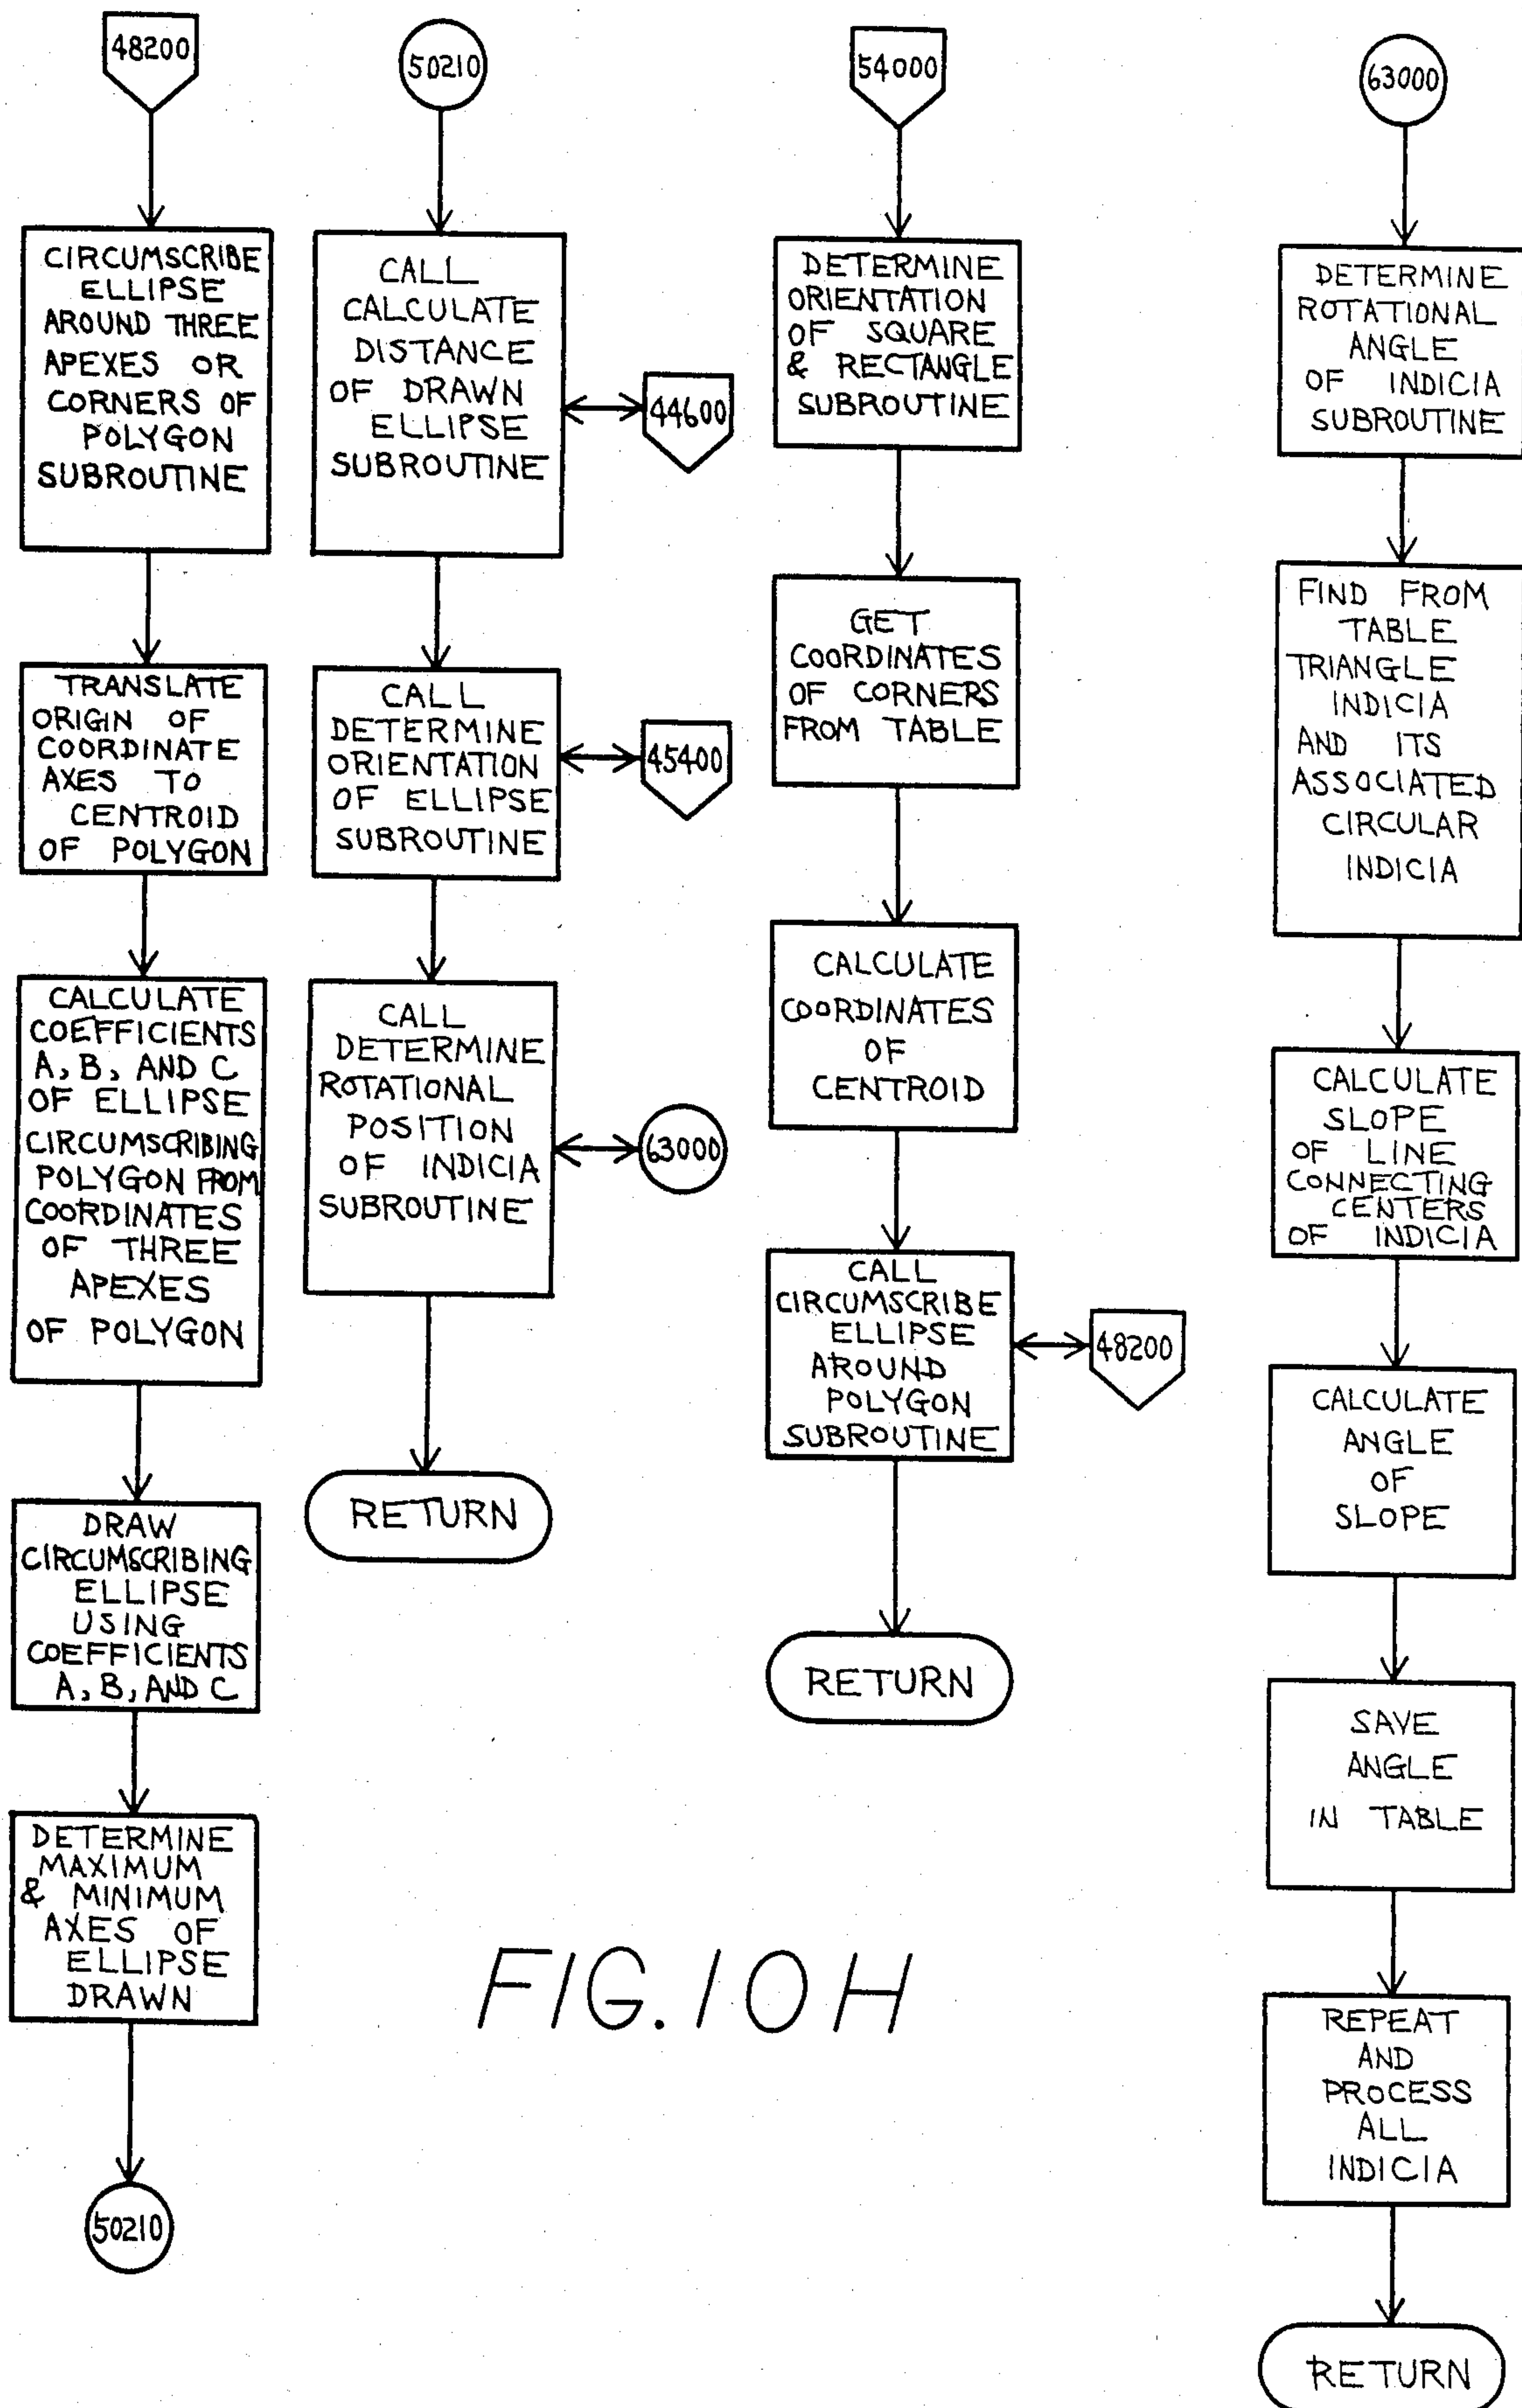 48200
CIRCUMSCRIBE
ELLIPSE
AROUND THREE
APEXES OR
CORNERS OF
POLYGON
SUBROUTINE
TRANSLATE
ORIGIN OF
COORDINATE
AXES TO
CENTROID
OF POLYGON
CALCULATE
COEFFICIENTS
A, B, AND C
OF ELLIPSE
CIRCUMSCRIBING
POLYGON FROM
COORDINATES
OF THREE
APEXES
OF POLYGON
DRAW
CIRCUMSCRIBING
ELLIPSE
USING
COEFFICIENTS
A, B, AND C
DETERMINE
MAXIMUM
& MINIMUM
AXES OF
ELLIPSE
DRAWN
50210
50210
CALL
CALCULATE
DISTANCE
OF DRAWN
ELLIPSE
SUBROUTINE
44600
CALL
DETERMINE
ORIENTATION
OF ELLIPSE
SUBROUTINE
45400
CALL
DETERMINE
ROTATIONAL
POSITION
OF INDICIA
SUBROUTINE
63000
RETURN
54000
DETERMINE
ORIENTATION
OF SQUARE
& RECTANGLE
SUBROUTINE
GET
COORDINATES
OF CORNERS
FROM TABLE
CALCULATE
COORDINATES
OF
CENTROID
CALL
CIRCUMSCRIBE
ELLIPSE
AROUND
POLYGON
SUBROUTINE
48200
RETURN
63000
DETERMINE
ROTATIONAL
ANGLE
OF INDICIA
SUBROUTINE
FIND FROM
TABLE
TRIANGLE
INDICIA
AND ITS
ASSOCIATED
CIRCULAR
INDICIA
CALCULATE
SLOPE
OF LINE
CONNECTING
CENTERS
OF INDICIA
CALCULATE
ANGLE
OF
SLOPE
SAVE
ANGLE
IN TABLE
REPEAT
AND
PROCESS
ALL
INDICIA
RETURN
FIG. 10H